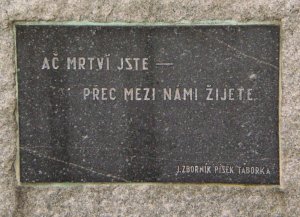 AČ MRTVÍ JSTE —
PŘEC MEZI NÁMI ŽIJETE.
J. ZBORNÍK PÍSEK TÁBORKA